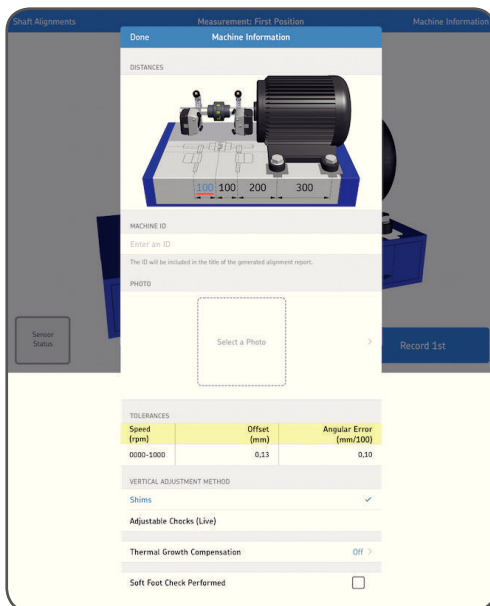 Shaft Alignments Measurement: First Position Machine Information
Done Machine Information
DISTANCES
100 100 200 300
MACHINE ID
Enter an ID
The ID will be included in the title of the generated alignment report.
PHOTO
Select a Photo
Sensor
Status
Record 1st
TOLERANCES
Speed Offset Angular Error
(rpm) (mm) (mm/100)
0000-1000 0,13 0,10
VERTICAL ADJUSTMENT METHOD
Shims
Adjustable Chocks (Live)
Thermal Growth Compensation Off
Soft Foot Check Performed